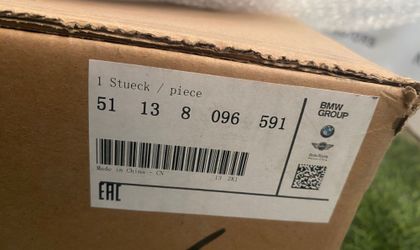 1 Stueck / piece
51 13 8 096 591
BMW
GROUP
Made in China - CN
EAC